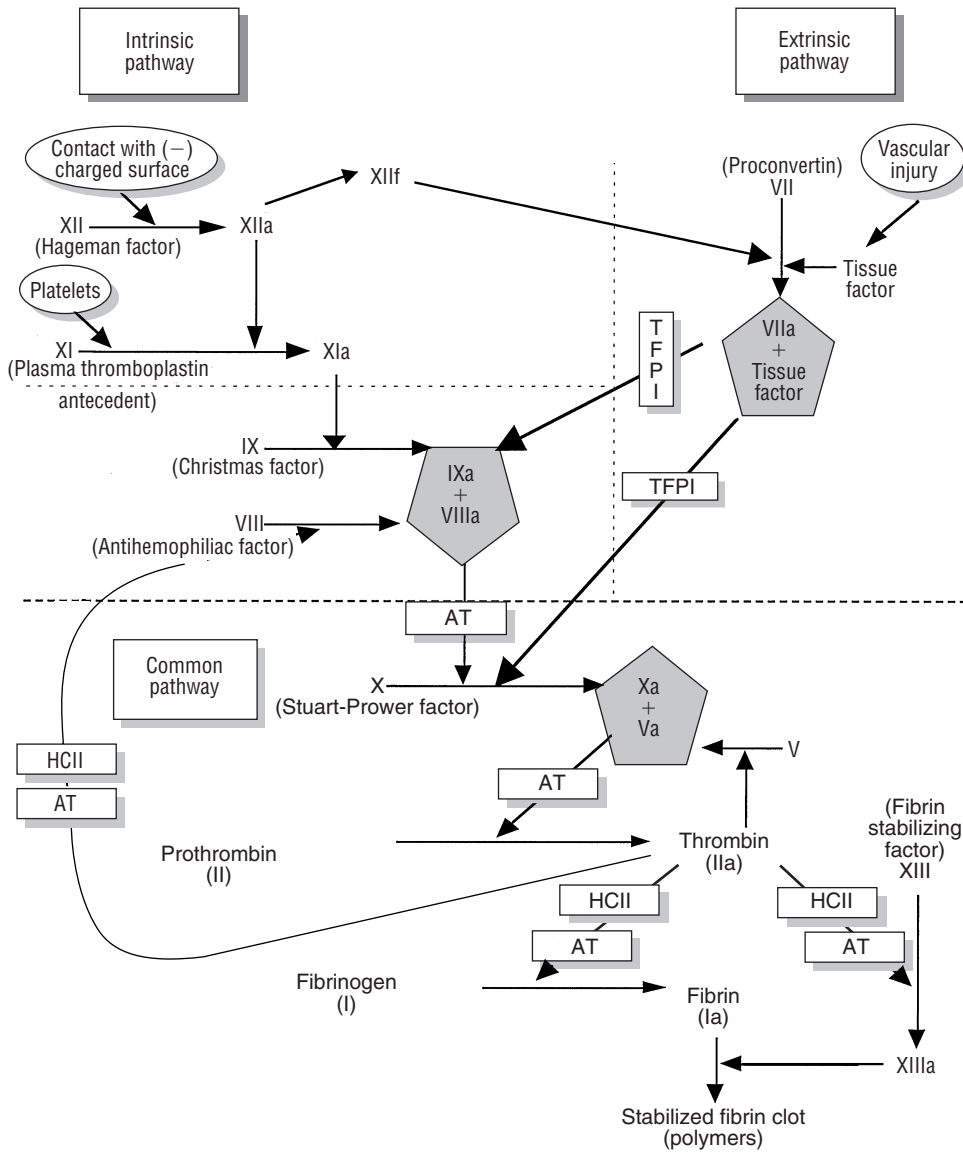 Intrinsic
pathway
Extrinsic
pathway
Contact with (−)
charged surface
XIIf
(Proconvertin)
VII
Vascular
injury
XII
(Hageman factor)
XIIa
Tissue
factor
Platelets
XI
(Plasma thromboplastin
antecedent)
XIa
T
F
P
I
VIIa
+
Tissue
factor
IX
(Christmas factor)
IXa
+
VIIIa
TFPI
VIII
(Antihemophiliac factor)
AT
Common
pathway
X
(Stuart-Prower factor)
Xa
+
Va
HCII
AT
AT
V
Prothrombin
(II)
Thrombin
(IIa)
(Fibrin
stabilizing
factor)
XIII
HCII
AT
HCII
AT
Fibrinogen
(I)
Fibrin
(Ia)
XIIIa
Stabilized fibrin clot
(polymers)